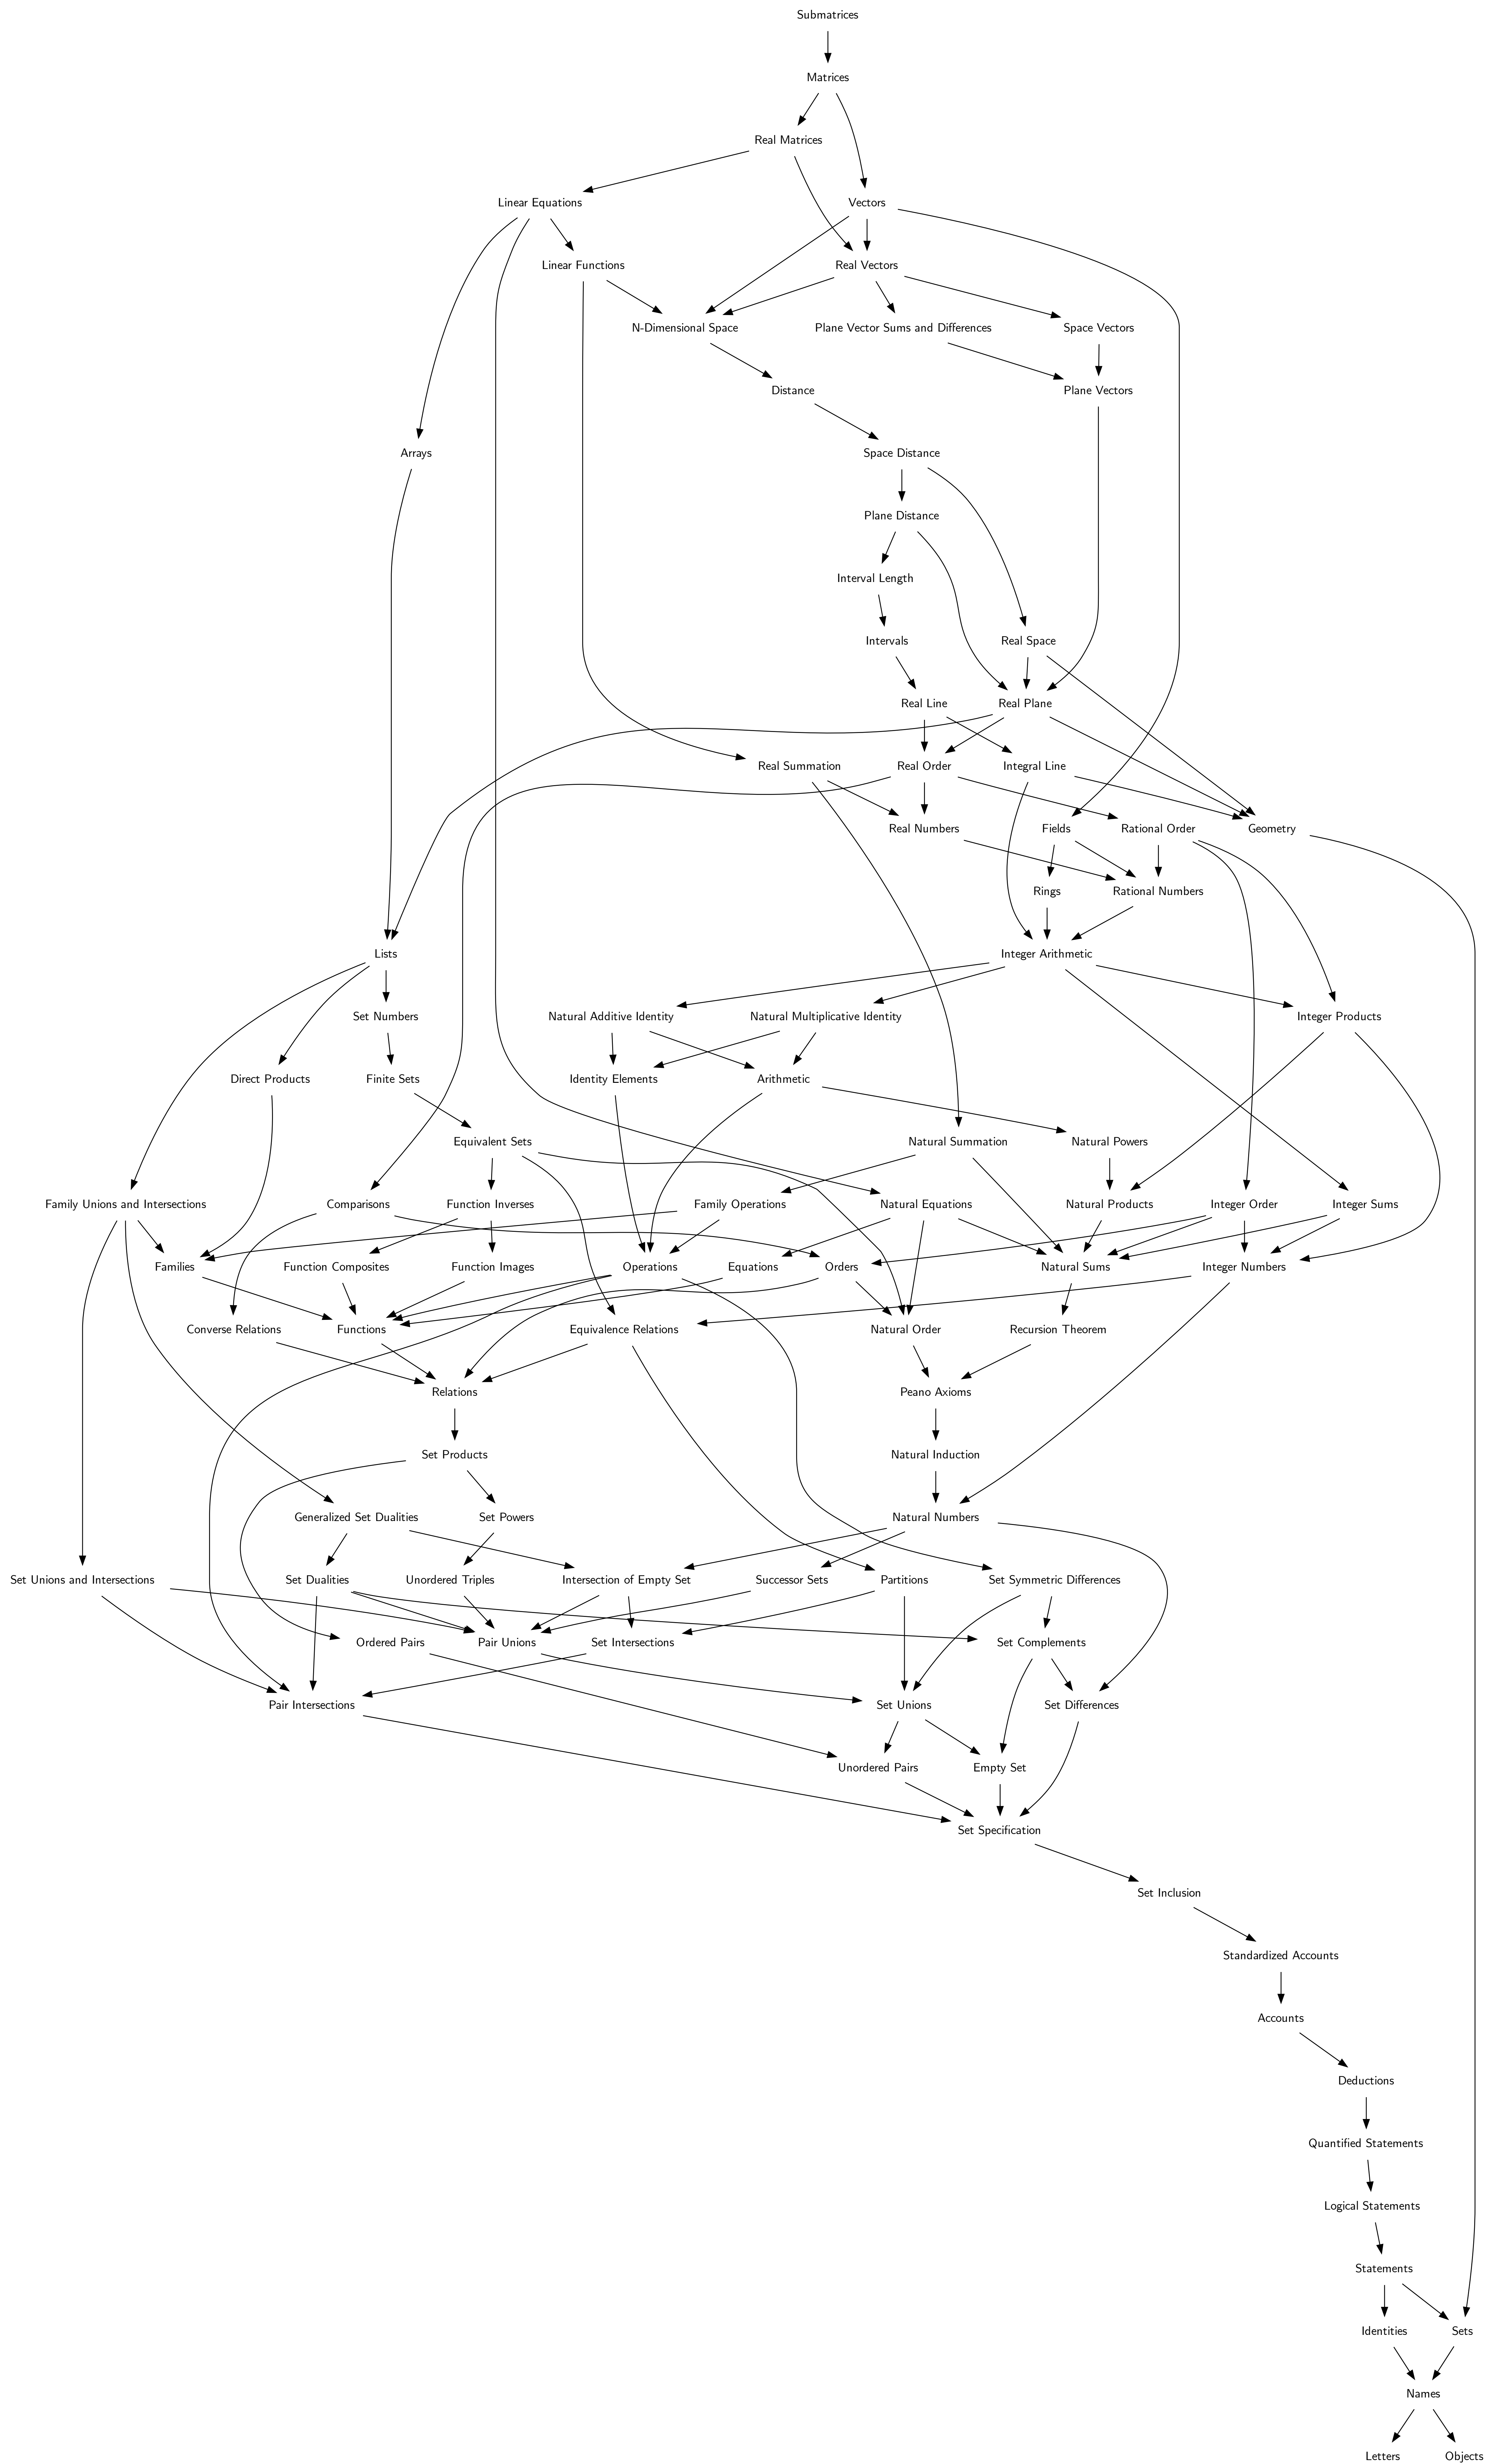 Submatrices
Matrices
Real Matrices
Linear Equations
Vectors
Linear Functions
Real Vectors
N-Dimensional Space
Plane Vector Sums and Differences
Space Vectors
Distance
Plane Vectors
Arrays
Space Distance
Plane Distance
Interval Length
Intervals
Real Space
Real Line
Real Plane
Real Summation
Real Order
Integral Line
Real Numbers
Fields
Rational Order
Geometry
Rings
Rational Numbers
Lists
Integer Arithmetic
Set Numbers
Natural Additive Identity
Natural Multiplicative Identity
Integer Products
Direct Products
Finite Sets
Identity Elements
Arithmetic
Equivalent Sets
Natural Summation
Natural Powers
Family Unions and Intersections
Comparisons
Function Inverses
Family Operations
Natural Equations
Natural Products
Integer Order
Integer Sums
Families
Function Composites
Function Images
Operations
Equations
Orders
Natural Sums
Integer Numbers
Converse Relations
Functions
Equivalence Relations
Natural Order
Recursion Theorem
Relations
Peano Axioms
Set Products
Natural Induction
Generalized Set Dualities
Set Powers
Natural Numbers
Set Unions and Intersections
Set Dualities
Unordered Triples
Intersection of Empty Set
Successor Sets
Partitions
Set Symmetric Differences
Ordered Pairs
Pair Unions
Set Intersections
Set Complements
Pair Intersections
Set Unions
Set Differences
Unordered Pairs
Empty Set
Set Specification
Set Inclusion
Standardized Accounts
Accounts
Deductions
Quantified Statements
Logical Statements
Statements
Identities
Sets
Names
Letters
Objects